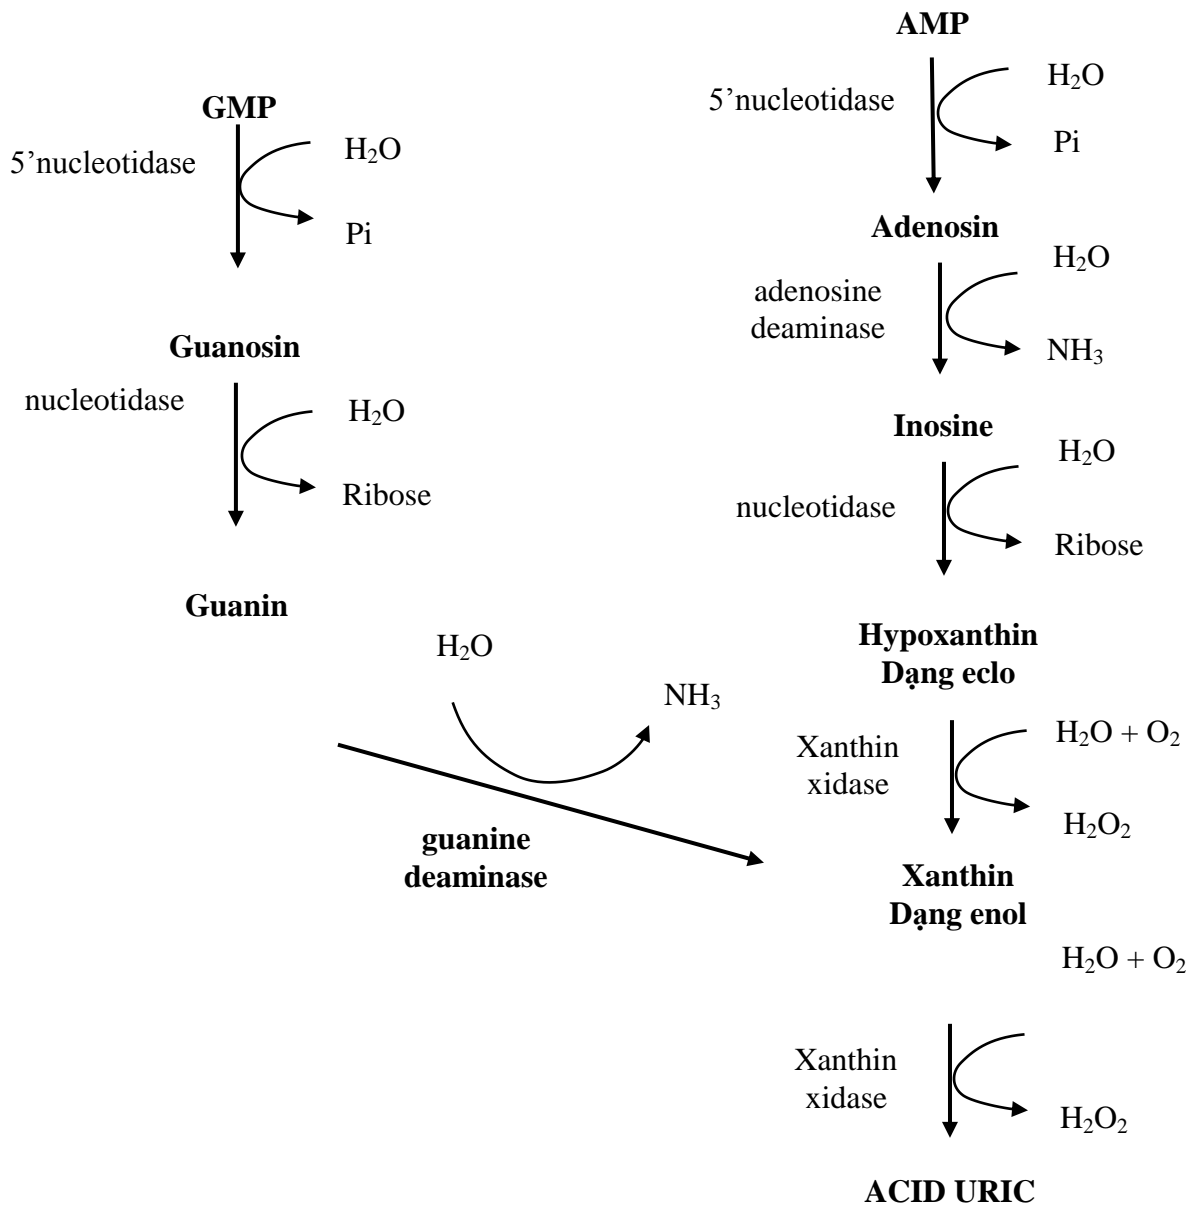 AMP
H₂O
5’nucleotidase
Pi
GMP
H₂O
5’nucleotidase
Pi
Adenosin
H₂O
adenosine
deaminase
NH₃
Guanosin
nucleotidase
H₂O
Ribose
Inosine
H₂O
nucleotidase
Ribose
Guanin
H₂O
NH₃
guanine
deaminase
Hypoxanthin
Dạng eclo
Xanthin
xidase
H₂O + O₂
H₂O₂
Xanthin
Dạng enol
H₂O + O₂
Xanthin
xidase
H₂O₂
ACID URIC